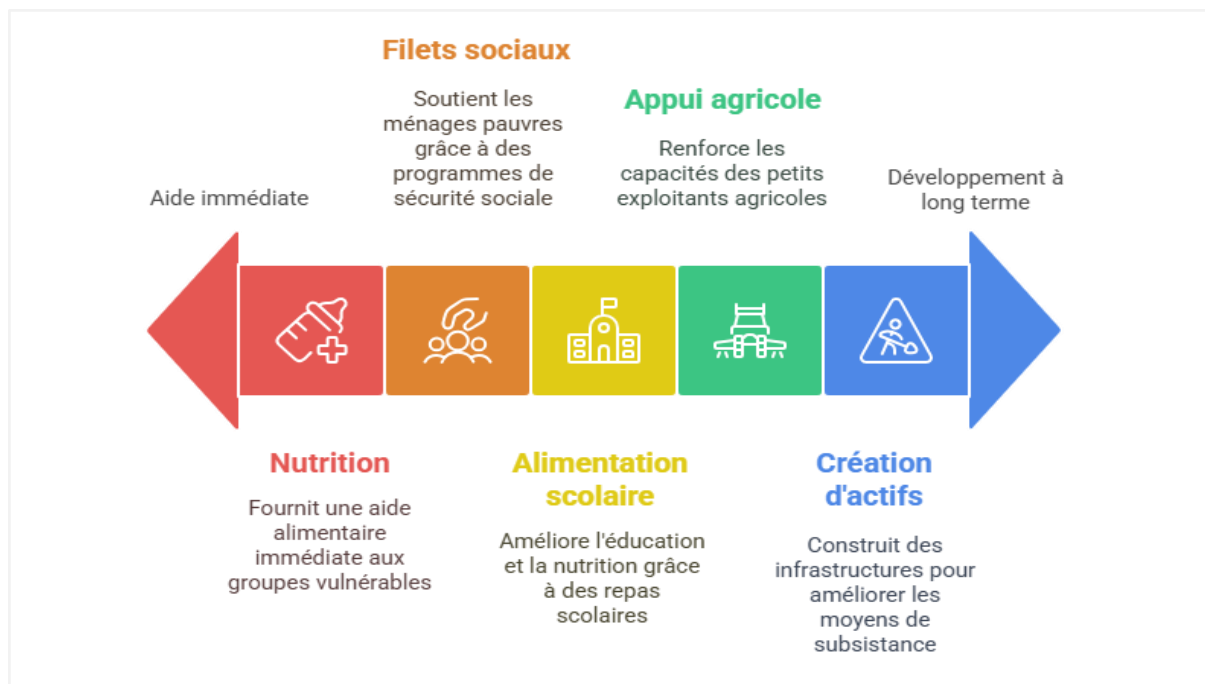 Filets sociaux
Soutient les
ménages pauvres
grâce à des
programmes de
sécurité sociale
Appui agricole
Renforce les
capacités des petits
exploitants agricoles
Aide immédiate
Développement à
long terme
Nutrition
Fournit une aide
alimentaire
immédiate aux
groupes vulnérables
Alimentation
scolaire
Améliore l'éducation
et la nutrition grâce
à des repas
scolaires
Création
d'actifs
Construit des
infrastructures pour
améliorer les
moyens de
subsistance